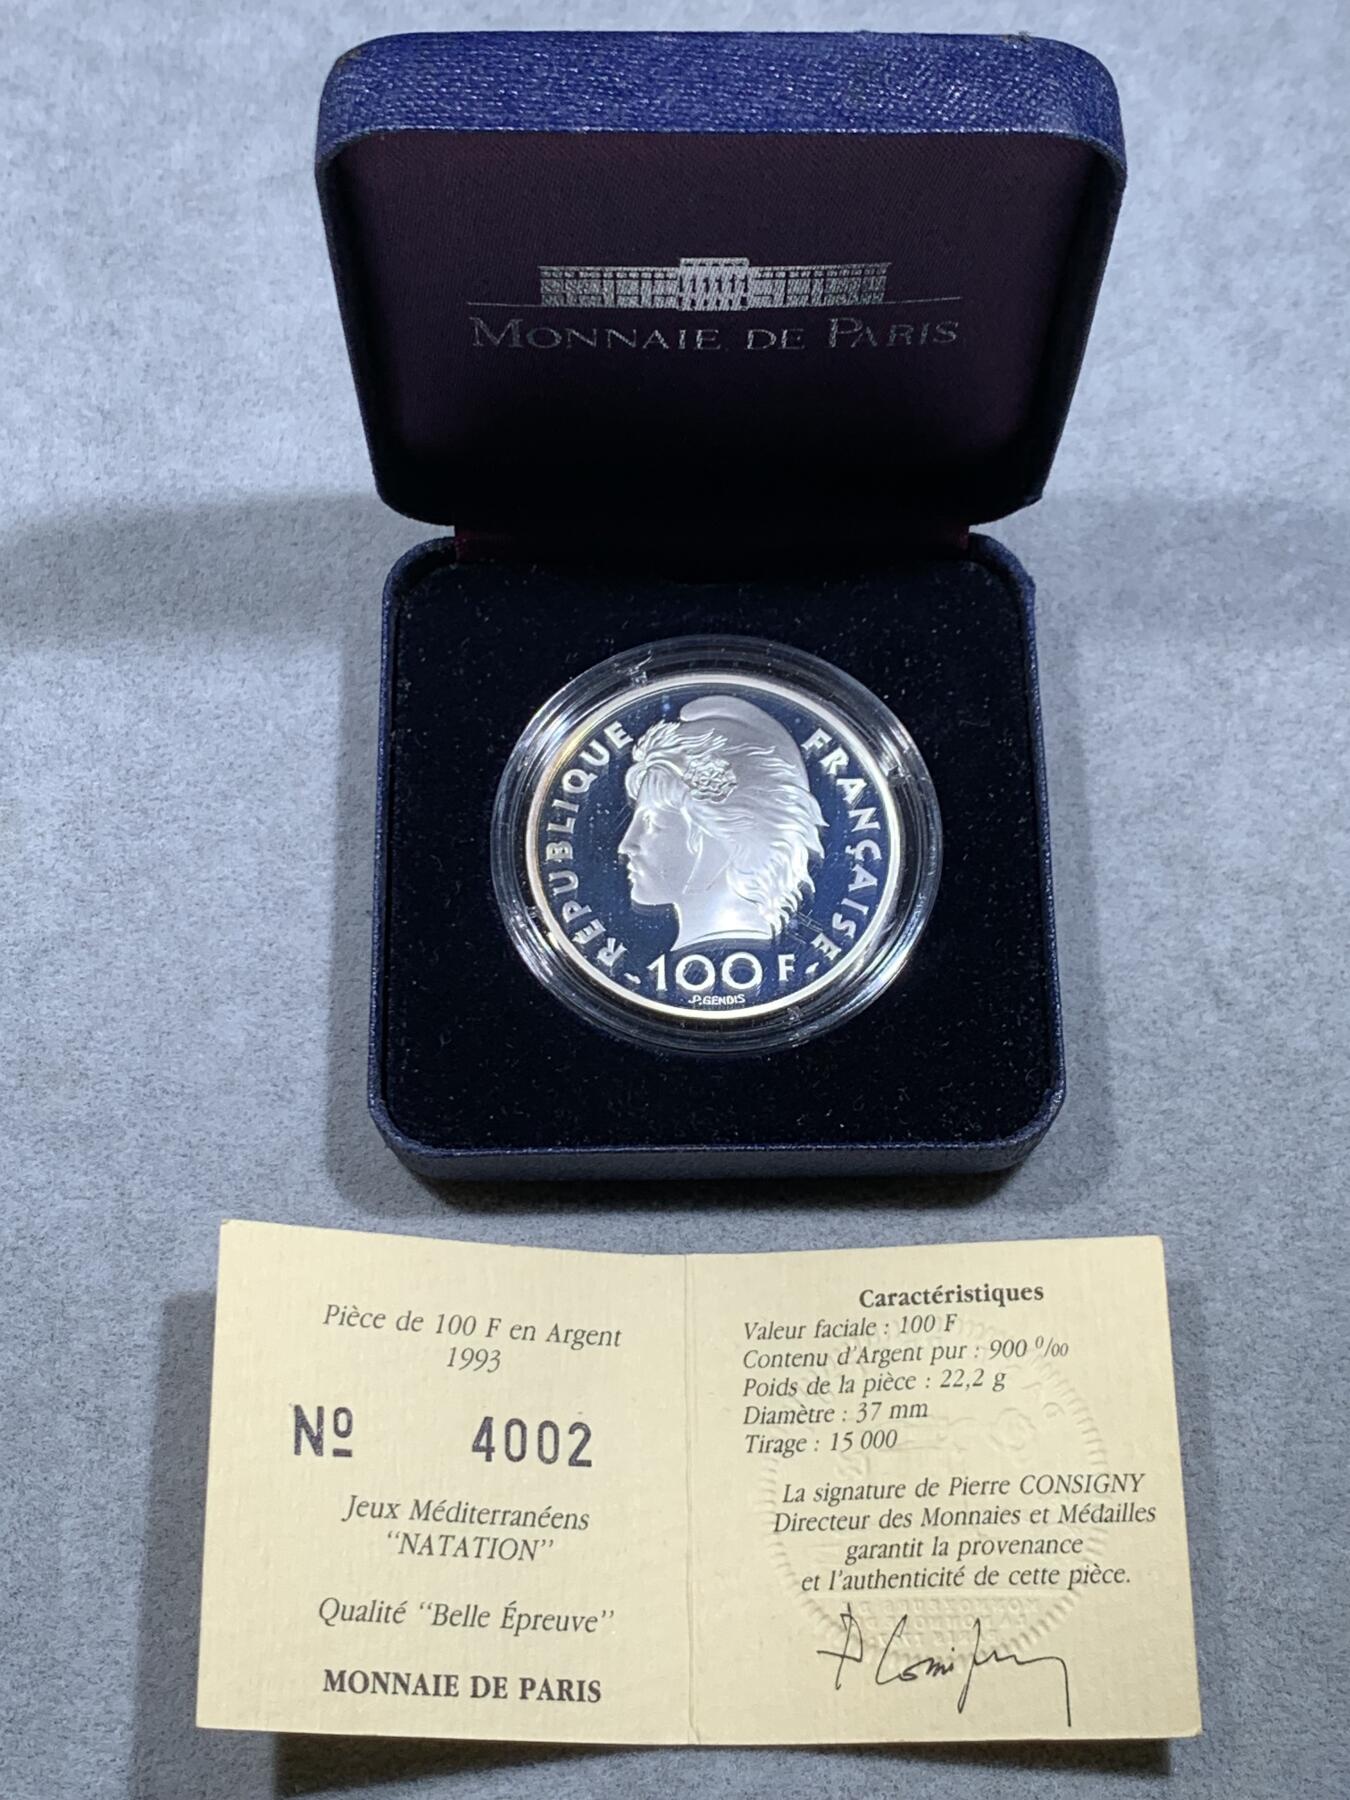 MONNAIE DE PARIS
RÉPUBLIQUE FRANÇAISE
100 F
J.P.GENDIS
Pièce de 100 F en Argent
1993
Nº 4002
Jeux Méditerranéens
“NATATION”
Qualité “Belle Épreuve”
MONNAIE DE PARIS
Caractéristiques
Valeur faciale : 100 F
Contenu d'Argent pur : 900 ⁰/₀₀
Poids de la pièce : 22,2 g
Diamètre : 37 mm
Tirage : 15 000
La signature de Pierre CONSIGNY
Directeur des Monnaies et Médailles
garantit la provenance
et l'authenticité de cette pièce.